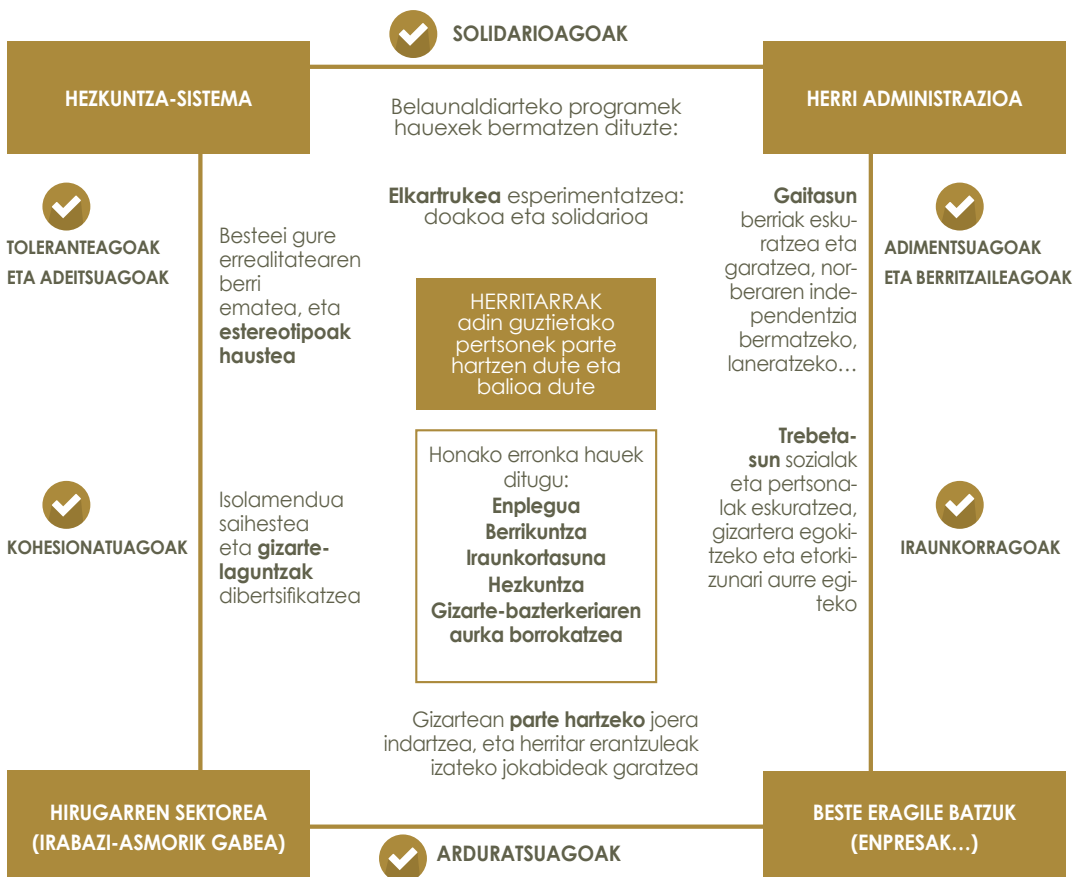 SOLIDARIOAGOAK
HEZKUNTZA-SISTEMA
HERRI ADMINISTRAZIOA
Belaunaldiarteko programek
hauexek bermatzen dituzte:
Elkartrukea esperimentatzea:
doakoa eta solidarioa
TOLERANTEAGOAK
ETA ADEITSUAGOAK
Besteei gure
errealitatearen
berri
ematea, eta
estereotipoak
haustea
HERRITARRAK
adin guztietako
pertsonek parte
hartzen dute eta
balioa dute
Gaitasun
berriak esku-
ratzea eta
garatzea, nor-
beraren inde-
pendentzia
bermatzeko,
laneratzeko…
ADIMENTSUAGOAK
ETA BERRITZAILEAGOAK
KOHESIONATUAGOAK
Isolamendua
saihestea
eta gizarte-
laguntzak
dibertsifikatzea
Honako erronka hauek
ditugu:
Enplegua
Berrikuntza
Iraunkortasuna
Hezkuntza
Gizarte-bazterkeriaren
aurka borrokatzea
Trebeta-
sun sozialak
eta pertsona-
lak eskuratzea,
gizartera egoki-
tzeko eta etorki-
zunari aurre egi-
teko
IRAUNKORRAGOAK
Gizartean parte hartzeko joera
indartzea, eta herritar erantzuleak
izateko jokabideak garatzea
HIRUGARREN SEKTOREA
(IRABAZI-ASMORIK GABEA)
BESTE ERAGILE BATZUK
(ENPRESAK…)
ARDURATSUAGOAK